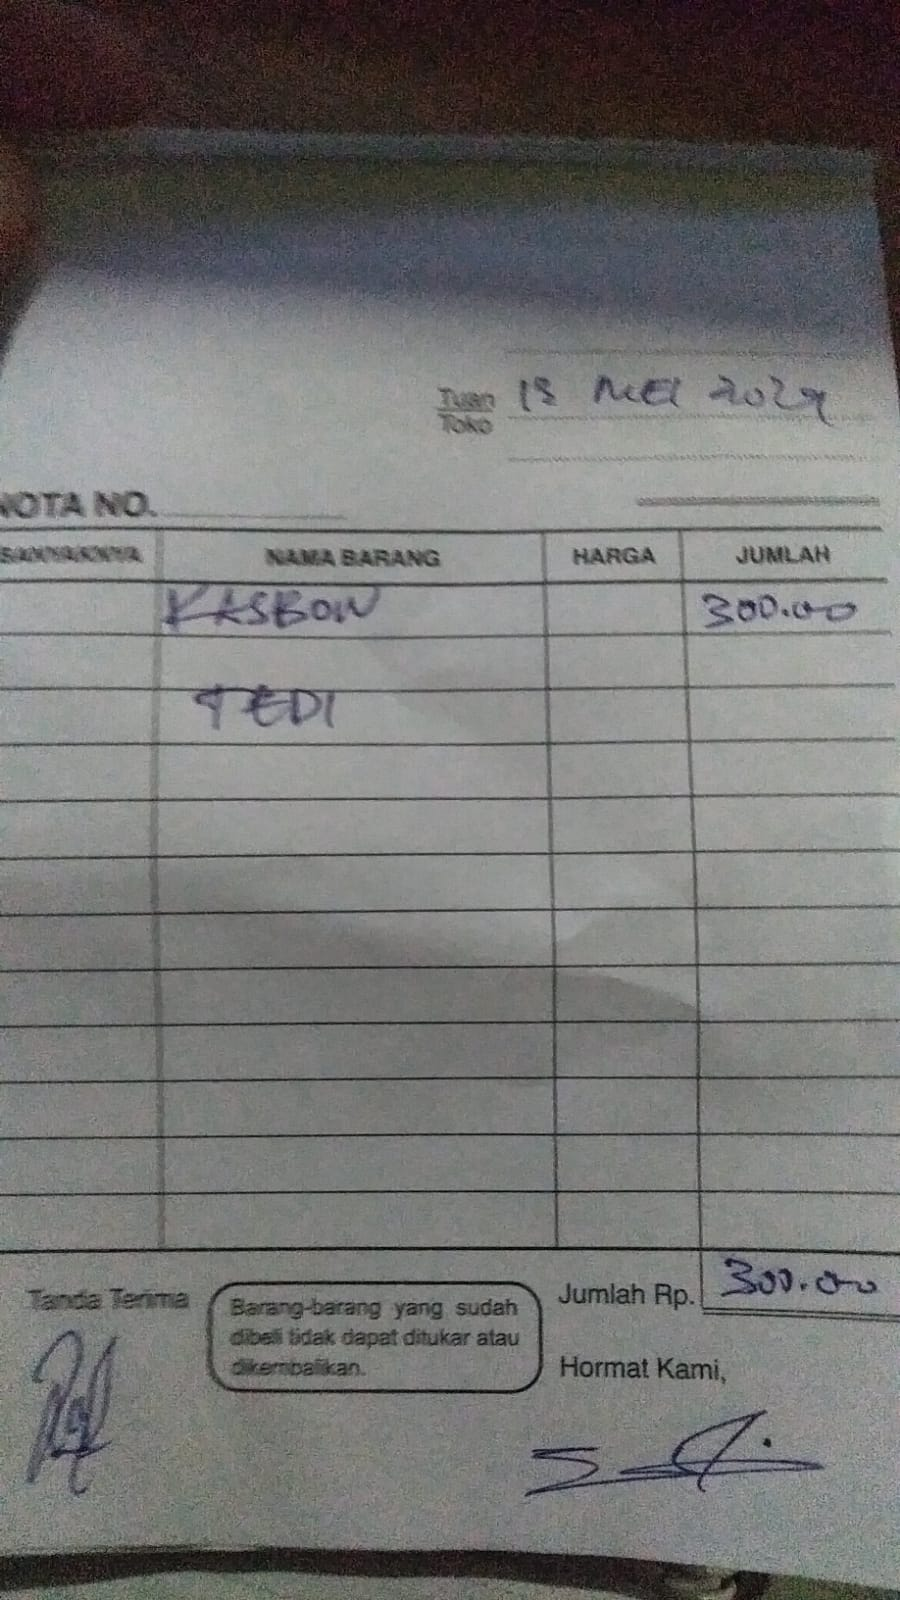 Tuan
Toko
13 MEI 2024
NOTA NO.
BANYAKNYA NAMA BARANG HARGA JUMLAH
KASBON 300.00
TEDI
Tanda Terima
Barang-barang yang sudah
dibeli tidak dapat ditukar atau
dikembalikan.
Jumlah Rp. 300.00
Hormat Kami,